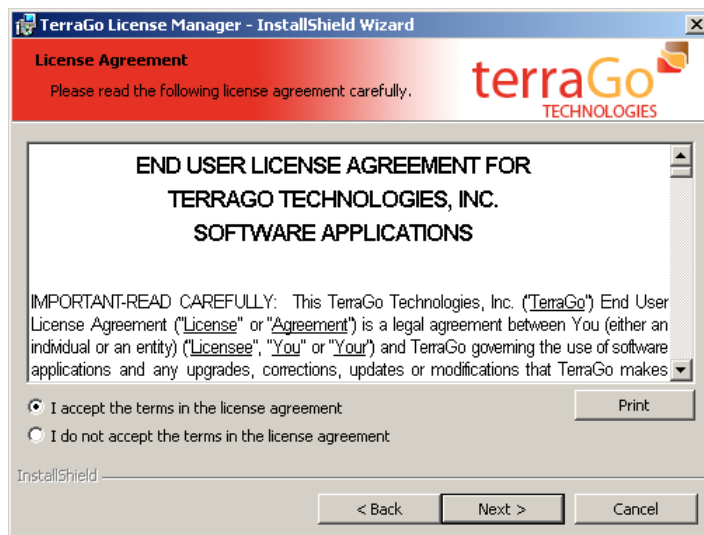 TerraGo License Manager - InstallShield Wizard
License Agreement
Please read the following license agreement carefully.
terraGo
TECHNOLOGIES
END USER LICENSE AGREEMENT FOR
TERRAGO TECHNOLOGIES, INC.
SOFTWARE APPLICATIONS
IMPORTANT-READ CAREFULLY: This TerraGo Technologies, Inc. ("TerraGo") End User
License Agreement ("License" or "Agreement") is a legal agreement between You (either an
individual or an entity) ("Licensee", "You" or "Your") and TerraGo governing the use of software
applications and any upgrades, corrections, updates or modifications that TerraGo makes
I accept the terms in the license agreement
Print
I do not accept the terms in the license agreement
InstallShield
< Back
Next >
Cancel